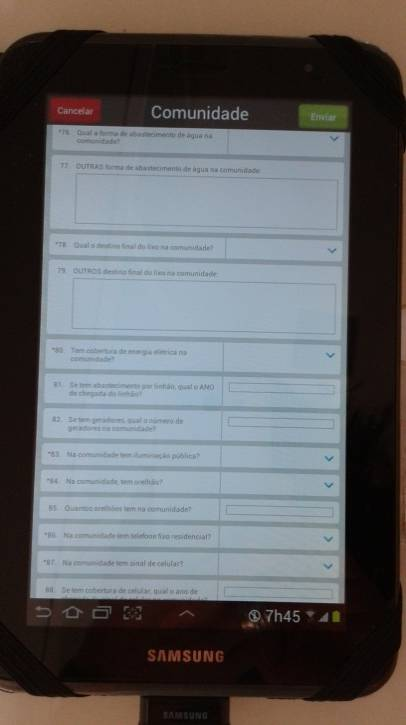 Cancelar
Comunidade
Enviar
*76. Qual a forma de abastecimento de água na
comunidade?
77. OUTRAS forma de abastecimento de água na comunidade:
*78. Qual o destino final do lixo na comunidade?
79. OUTROS destino final do lixo na comunidade:
*80. Tem cobertura de energia elétrica na
comunidade?
81. Se tem abastecimento por linhão, qual o ANO
de chegada do linhão?
82. Se tem geradores, qual o número de
geradores na comunidade?
*83. Na comunidade tem iluminação pública?
*84. Na comunidade, tem orelhão?
85. Quantos orelhões tem na comunidade?
*86. Na comunidade tem telefone fixo residencial?
*87. Na comunidade tem sinal de celular?
88. Se tem cobertura de celular, qual o ano de
7h45
SAMSUNG
SAMSUNG